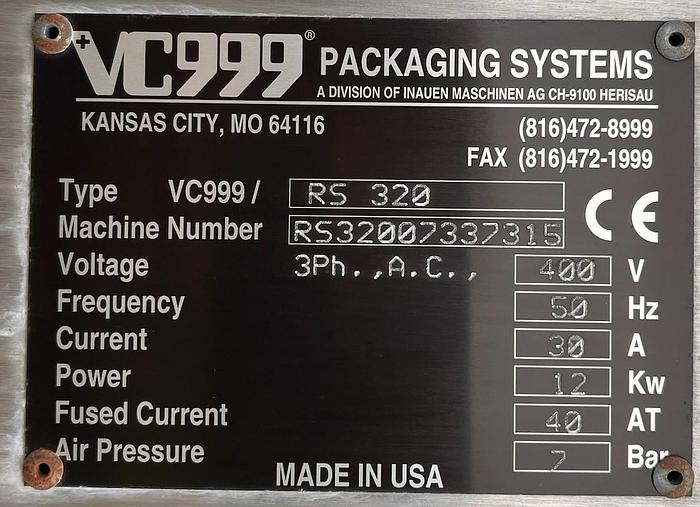 +VC999® PACKAGING SYSTEMS
A DIVISION OF INAUEN MASCHINEN AG CH-9100 HERISAU
KANSAS CITY, MO 64116 (816)472-8999
FAX (816)472-1999
Type VC999 / RS 320
CE
Machine Number RS32007337315
Voltage 3Ph.,A.C., 400 V
Frequency 50 Hz
Current 30 A
Power 12 Kw
Fused Current 40 AT
Air Pressure 7 Bar
MADE IN USA